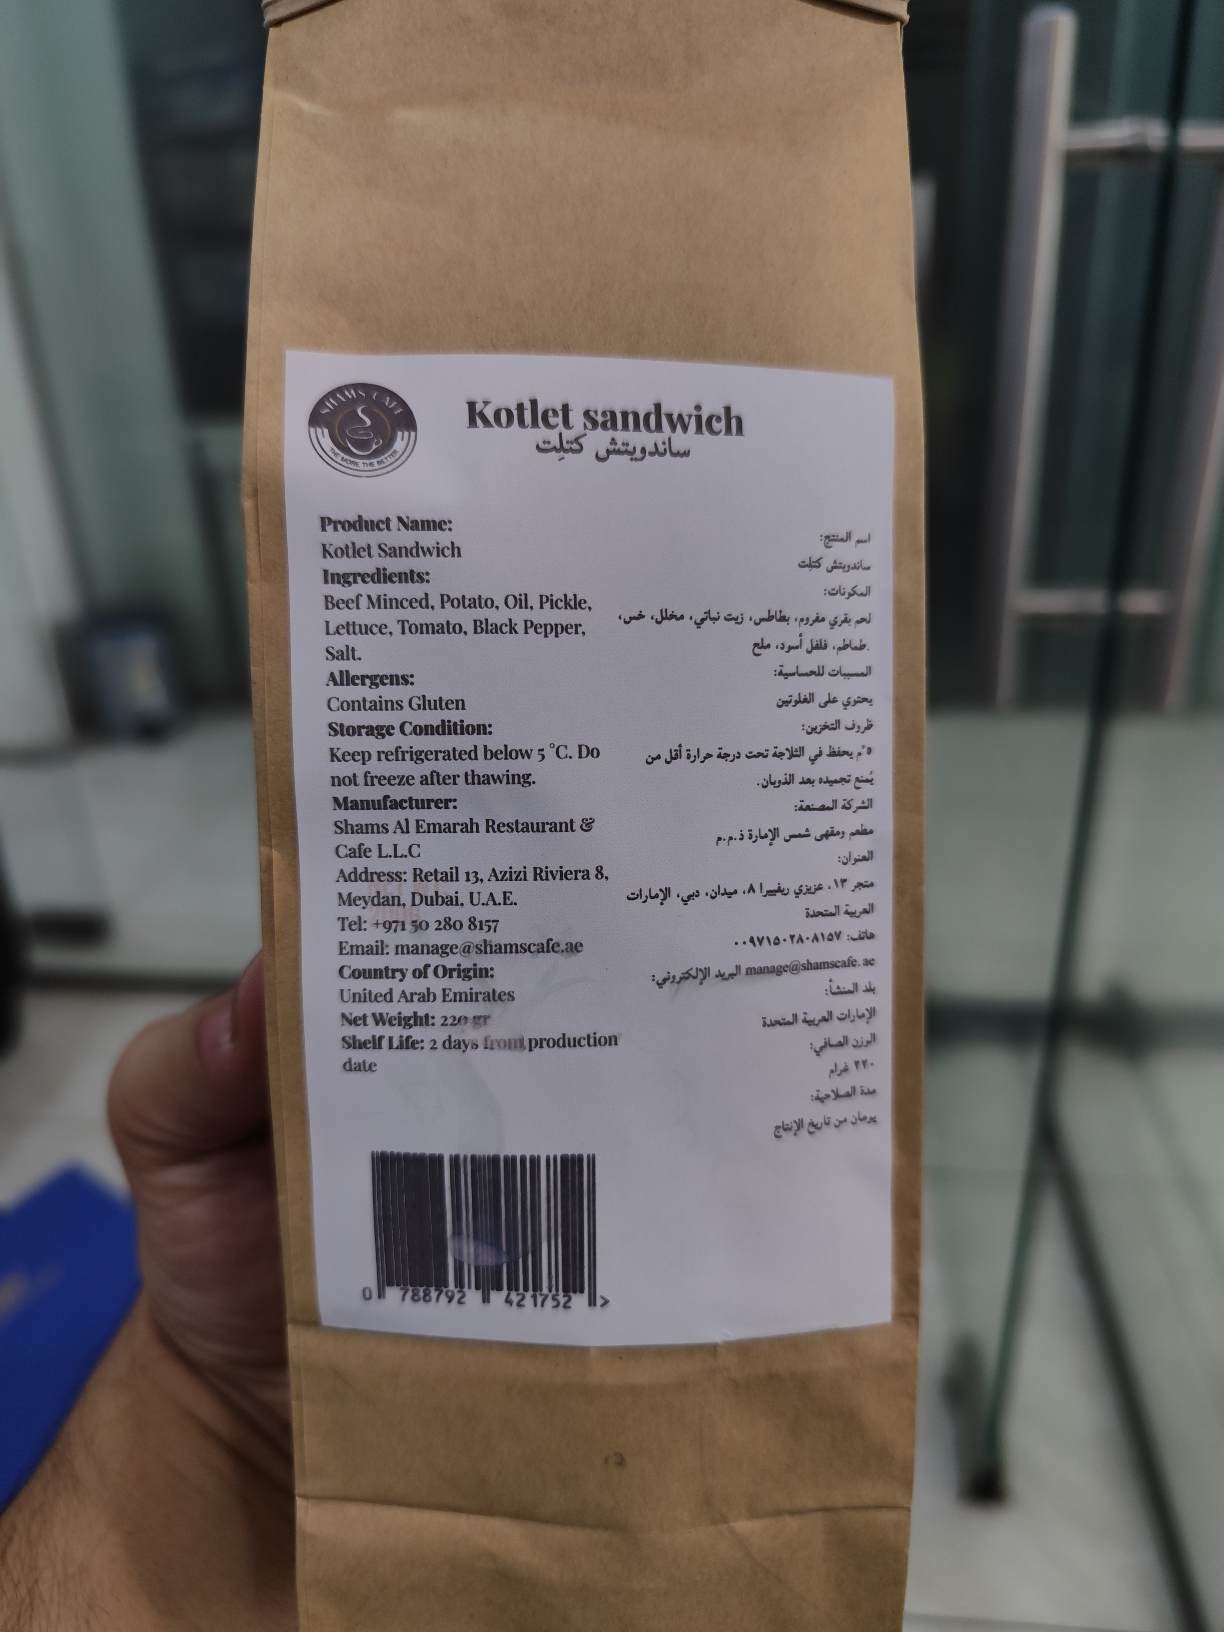 SHAMS CAFE
THE MORE THE BETTER
Kotlet sandwich
ساندويتش كتلِت
Product Name:
Kotlet Sandwich
Ingredients:
Beef Minced, Potato, Oil, Pickle,
Lettuce, Tomato, Black Pepper,
Salt.
Allergens:
Contains Gluten
Storage Condition:
Keep refrigerated below 5 °C. Do
not freeze after thawing.
Manufacturer:
Shams Al Emarah Restaurant &
Cafe L.L.C
Address: Retail 13, Azizi Riviera 8,
Meydan, Dubai, U.A.E.
Tel: +971 50 280 8157
Email: manage@shamscafe.ae
Country of Origin:
United Arab Emirates
Net Weight: 220 gr
Shelf Life: 2 days from production
date
اسم المنتج:
ساندويتش كتلِت
المكونات:
لحم بقري مفروم، بطاطس، زيت نباتي، مخلل، خس،
.طماطم، فلفل أسود، ملح
المسببات للحساسية:
يحتوي على الغلوتين
ظروف التخزين:
٥°م يحفظ في الثلاجة تحت درجة حرارة أقل من
يُمنع تجميده بعد الذوبان.
الشركة المصنعة:
مطعم ومقهى شمس الإمارة ذ.م.م
العنوان:
متجر ١٣، عزيزي ريفييرا ٨، ميدان، دبي، الإمارات
العربية المتحدة
هاتف: ٠٠٩٧١٥٠٢٨٠٨١٥٧
manage@shamscafe.ae البريد الإلكتروني:
بلد المنشأ:
الإمارات العربية المتحدة
الوزن الصافي:
٢٢٠ غرام
مدة الصلاحية:
يومان من تاريخ الإنتاج
0 788792 421752 >